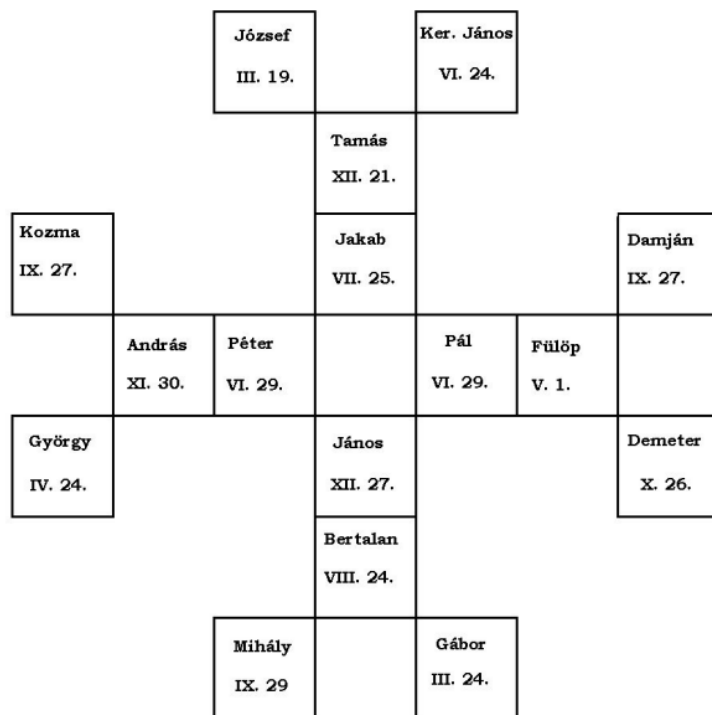 József
III. 19.
Ker. János
VI. 24.
Tamás
XII. 21.
Kozma
IX. 27.
Jakab
VII. 25.
Damján
IX. 27.
András
XI. 30.
Péter
VI. 29.
Pál
VI. 29.
Fülöp
V. 1.
György
IV. 24.
János
XII. 27.
Demeter
X. 26.
Bertalan
VIII. 24.
Mihály
IX. 29
Gábor
III. 24.